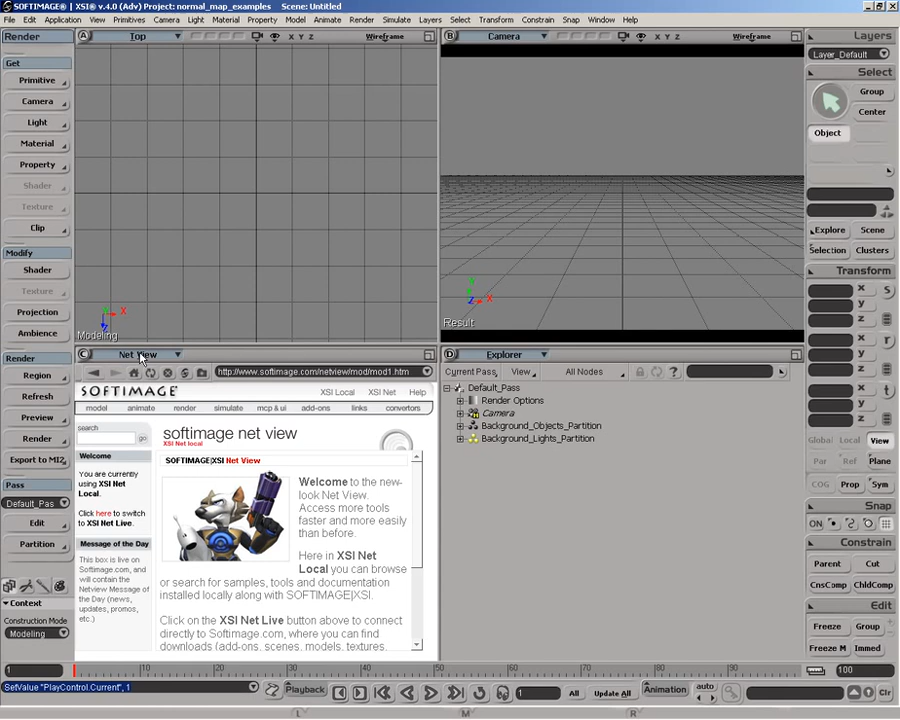 SOFTIMAGE® | XSI® v.4.0 (Adv) Project: normal_map_examples Scene: Untitled
File Edit Application View Primitives Material Property Model Animate Render Simulate Layers Select Transform Constrain Snap Window Help
Render
Get
Primitive
Camera
Light
Material
Property
Shader
Texture
Clip
Modify
Shader
Texture
Projection
Ambience
Render
Region
Refresh
Preview
Render
Export to MI2
Pass
Default_Pas
Edit
Partition
Context
Construction Mode
Modeling
A Top X Y Z Wireframe
Y X Z
Modeling
B Camera X Y Z Wireframe
Y Z X
Result
C Net View
http://www.softimage.com/netview/mod/mod1.htm
SOFTIMAGE® XSI Local XSI Net Help
model animate render simulate mcp & ui add-ons links convertors
search
go
Welcome
You are currently
using XSI Net
Local.
Click here to switch
to XSI Net Live.
Message of the Day
This box is live on
Softimage.com, and
will contain the
Netview Message of
the Day (news,
updates, promos,
etc.)
softimage net view
XSI Net local
SOFTIMAGE|XSI Net View
Welcome to the new-
look Net View.
Access more tools
faster and more easily
than before.
Here in XSI Net
Local you can browse
or search for samples, tools and documentation
installed locally along with SOFTIMAGE|XSI.
Click on the XSI Net Live button above to connect
directly to Softimage.com, where you can find
downloads (add-ons, scenes, models, textures,
D Explorer
Current Pass View All Nodes
Default_Pass
Render Options
Camera
Background_Objects_Partition
Background_Lights_Partition
Layers
Layer_Default
Select
Group
Center
Object
Explore Scene
Selection Clusters
Transform
x s
y
z
x r
y
z
x t
y
z
Global Local View
Par Ref Plane
COG Prop Sym
Snap
ON
Constrain
Parent Cut
CnsComp ChldComp
Edit
Freeze Group
Freeze M Immed
1 10 20 30 40 50 60 70 80 90 100
SetValue "PlayControl.Current", 1
Playback 1 All Update All Animation auto Clr
L M R